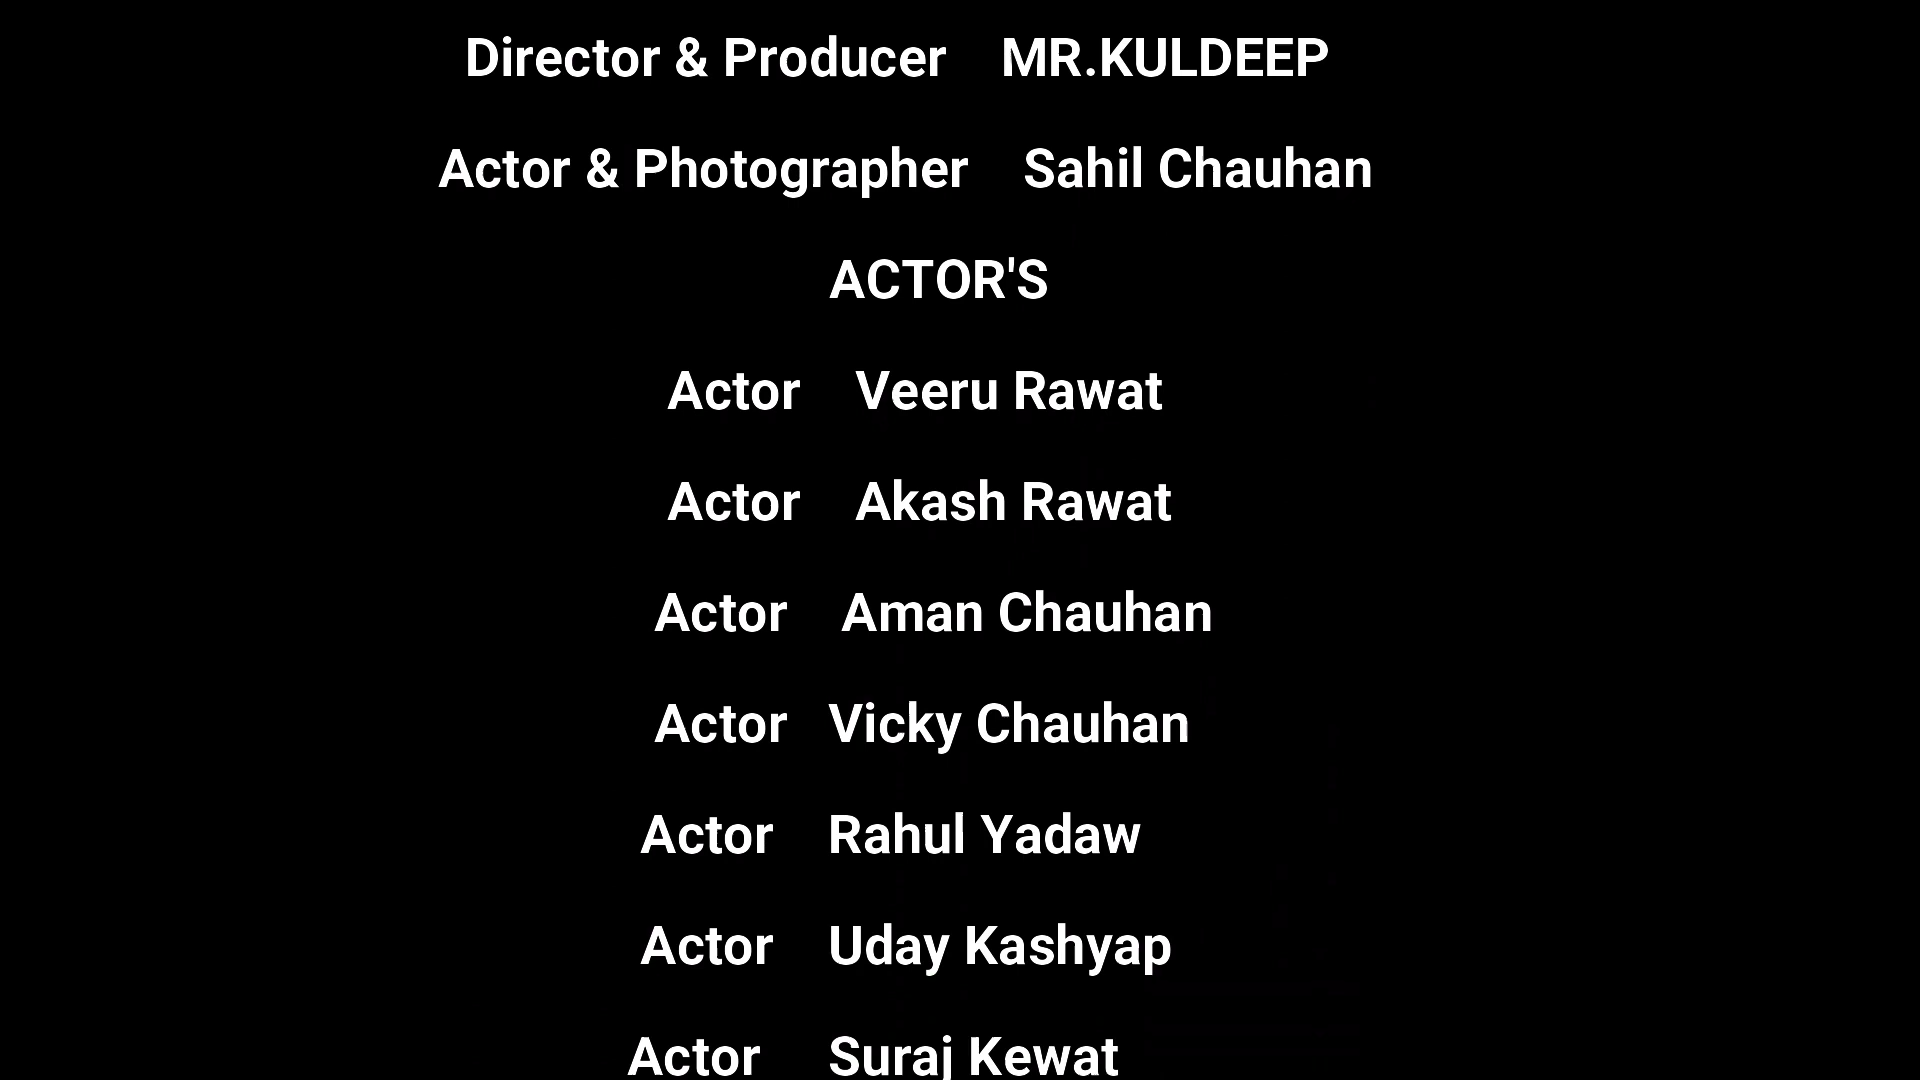 Director & Producer MR.KULDEEP
Actor & Photographer Sahil Chauhan
ACTOR'S
Actor Veeru Rawat
Actor Akash Rawat
Actor Aman Chauhan
Actor Vicky Chauhan
Actor Rahul Yadaw
Actor Uday Kashyap
Actor Suraj Kewat